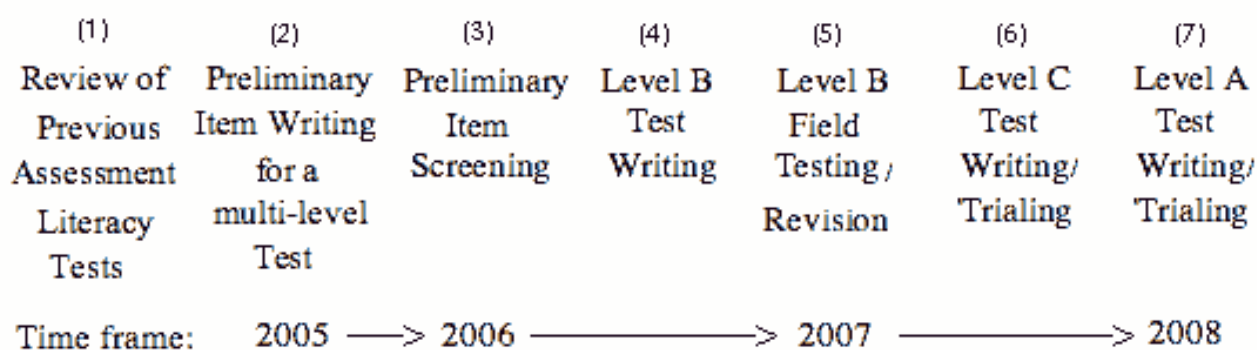 (1) (2) (3) (4) (5) (6) (7)
Review of Preliminary Preliminary Level B Level B Level C Level A
Previous Item Writing Item Test Field Test Test
Assessment for a Screening Writing Testing / Writing/ Writing/
Literacy multi-level Revision Trialing Trialing
Tests Test
Time frame: 2005 —> 2006 —> 2007 —> 2008